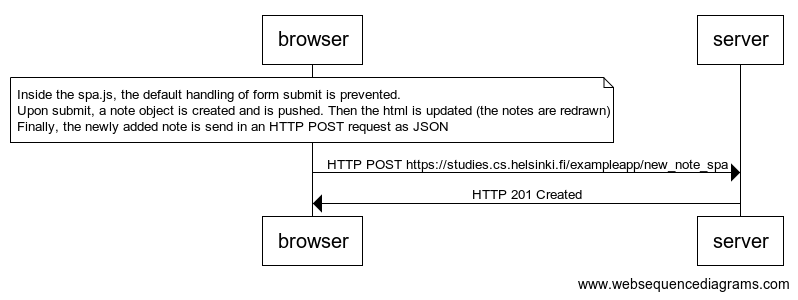 browser
server
Inside the spa.js, the default handling of form submit is prevented.
Upon submit, a note object is created and is pushed. Then the html is updated (the notes are redrawn)
Finally, the newly added note is send in an HTTP POST request as JSON
HTTP POST https://studies.cs.helsinki.fi/exampleapp/new_note_spa
HTTP 201 Created
browser
server
www.websequencediagrams.com